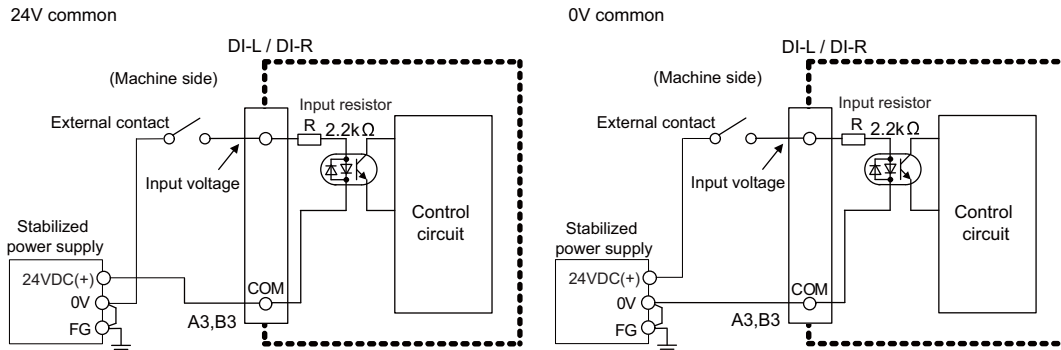 24V common
DI-L / DI-R
(Machine side)
Input resistor
External contact
R 2.2kΩ
Input voltage
Control
circuit
Stabilized
power supply
24VDC(+)
0V
FG
COM
A3,B3
0V common
DI-L / DI-R
(Machine side)
Input resistor
External contact
R 2.2kΩ
Input voltage
Control
circuit
Stabilized
power supply
24VDC(+)
0V
FG
COM
A3,B3